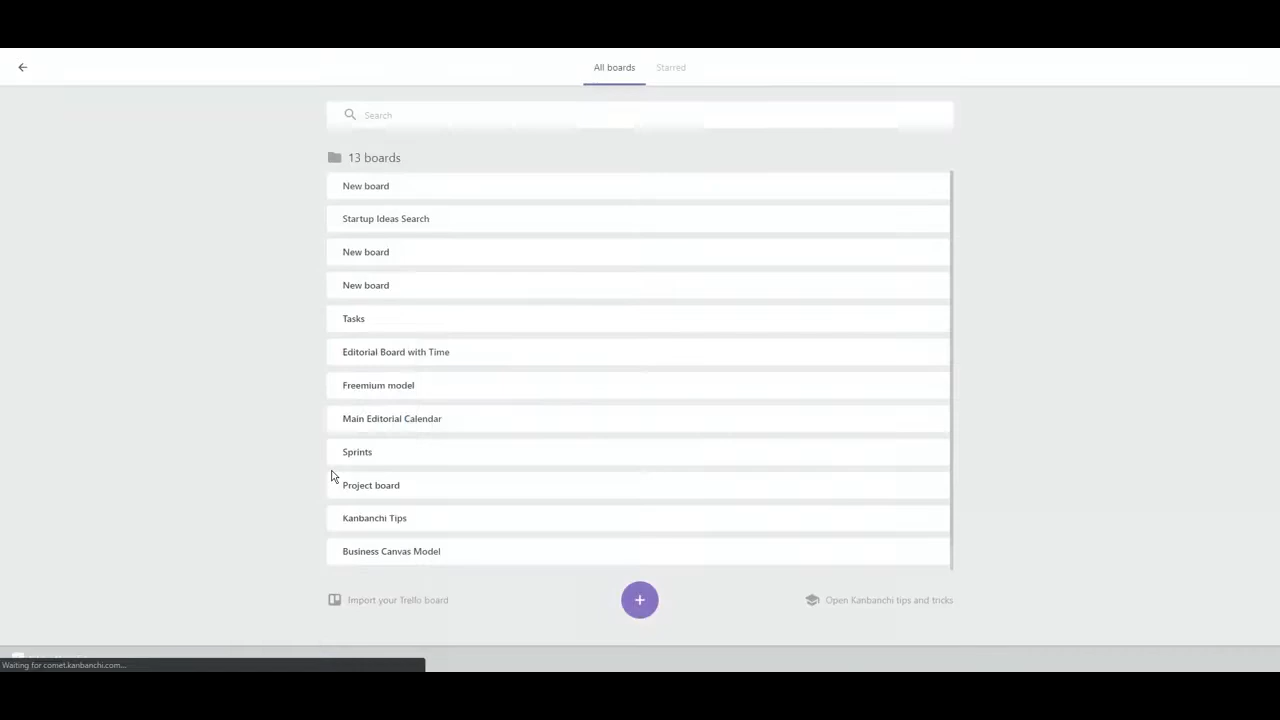 All boards Starred
Search
13 boards
New board
Startup Ideas Search
New board
New board
Tasks
Editorial Board with Time
Freemium model
Main Editorial Calendar
Sprints
Project board
Kanbanchi Tips
Business Canvas Model
Import your Trello board + Open Kanbanchi tips and tricks
Waiting for comet.kanbanchi.com...